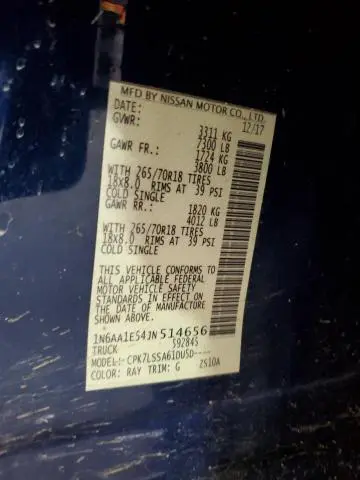 MFD BY NISSAN MOTOR CO., LTD.
DATE: 12/17
GVWR: 3311 KG
7300 LB
GAWR FR.: 1724 KG
3800 LB
WITH 265/70R18 TIRES
18X8.0 RIMS AT 39 PSI
COLD SINGLE
GAWR RR.: 1820 KG
4012 LB
WITH 265/70R18 TIRES
18X8.0 RIMS AT 39 PSI
COLD SINGLE
THIS VEHICLE CONFORMS TO
ALL APPLICABLE FEDERAL
MOTOR VEHICLE SAFETY
STANDARDS IN EFFECT ON
THE DATE OF MANUFACTURE
SHOWN ABOVE.
1N6AA1E54JN514656
TRUCK 592845
MODEL: CPK7LSSA61OUSD----
COLOR: RAY TRIM: G ZS10A